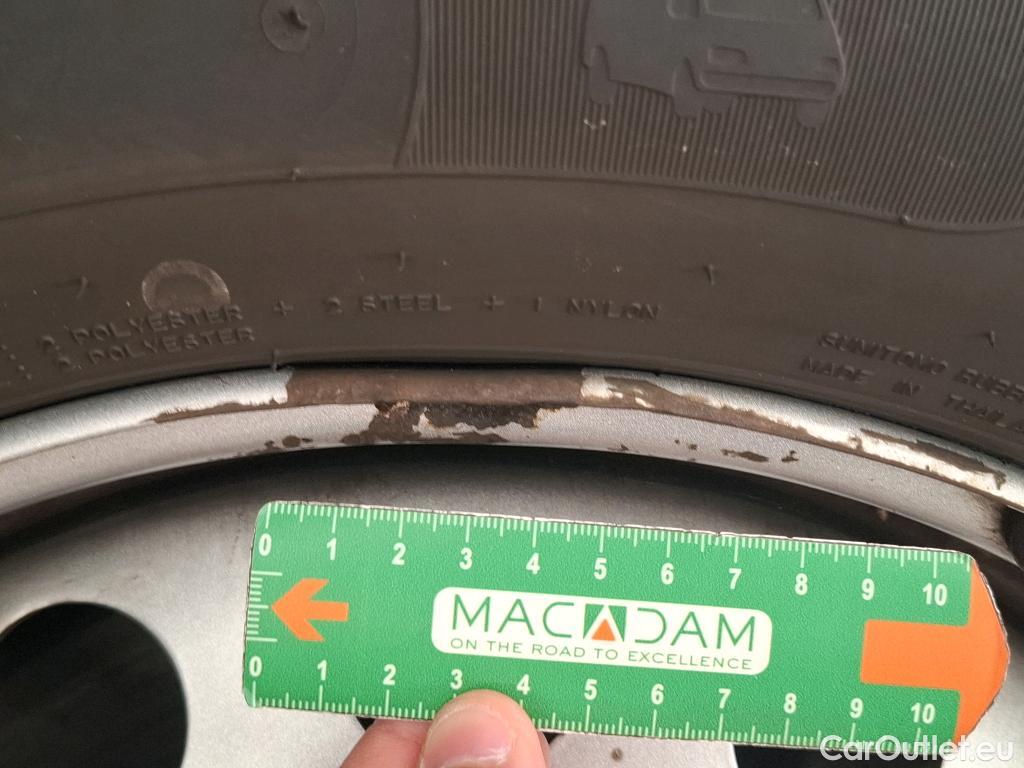 2 POLYESTER + 2 STEEL + 1 NYLON
2 POLYESTER
SUMITOMO RUBBER
MADE IN THAILA
0 1 2 3 4 5 6 7 8 9 10
MACADAM
ON THE ROAD TO EXCELLENCE
0 1 2 3 4 5 6 7 8 9 10
CarOutlet.eu